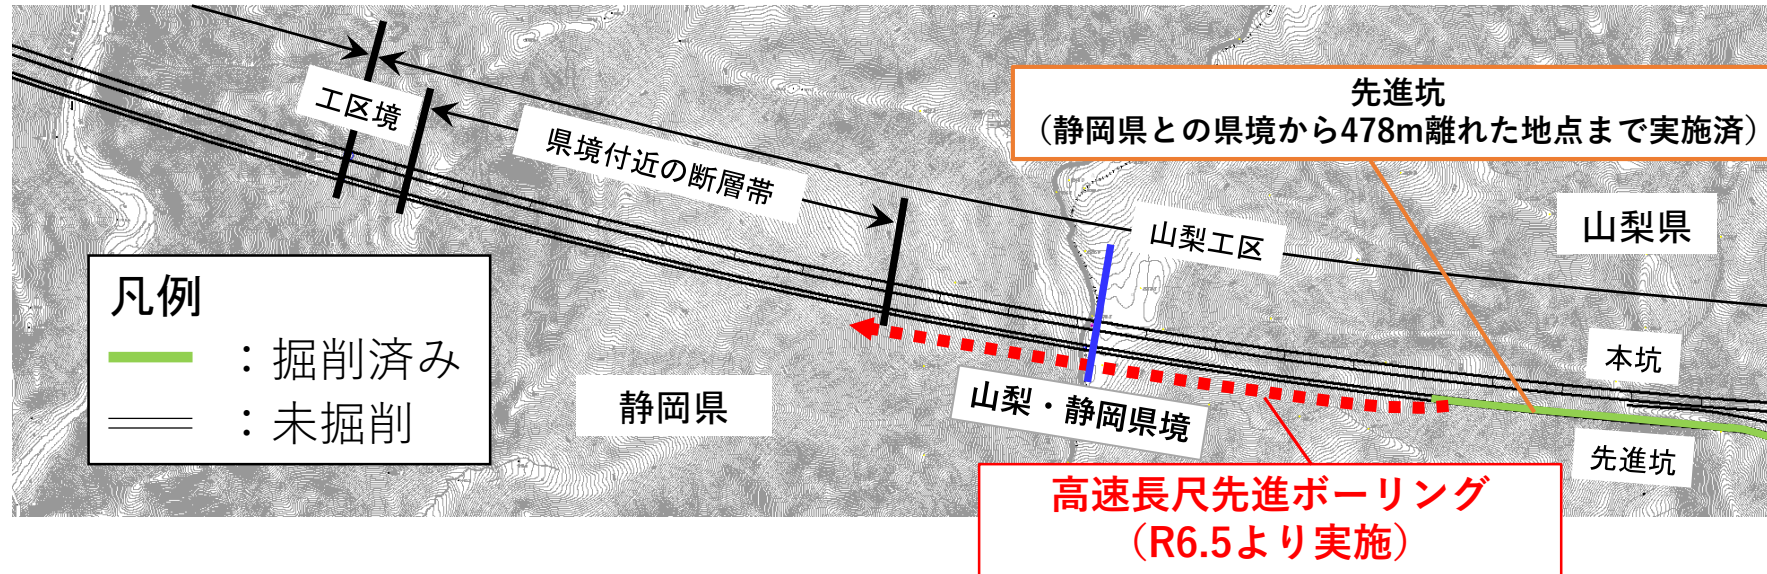 工区境
県境付近の断層帯
先進坑
（静岡県との県境から478m離れた地点まで実施済）
山梨工区
山梨県
凡例
：掘削済み
：未掘削
静岡県
山梨・静岡県境
本坑
先進坑
高速長尺先進ボーリング
（R6.5より実施）